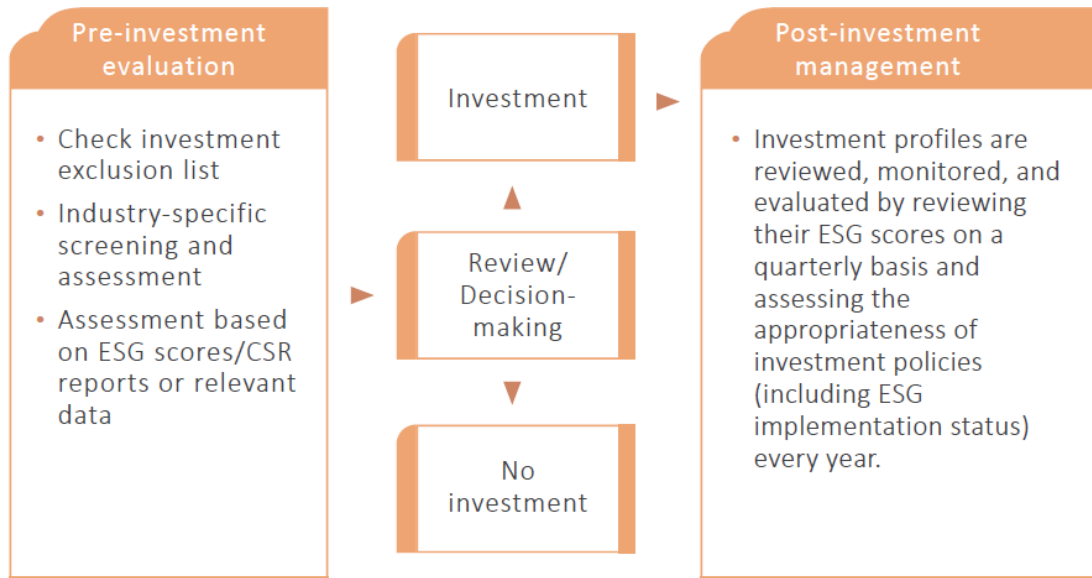 Pre-investment
evaluation
• Check investment
exclusion list
• Industry-specific
screening and
assessment
• Assessment based
on ESG scores/CSR
reports or relevant
data
Investment
Review/
Decision-
making
No
investment
Post-investment
management
• Investment profiles are
reviewed, monitored, and
evaluated by reviewing
their ESG scores on a
quarterly basis and
assessing the
appropriateness of
investment policies
(including ESG
implementation status)
every year.